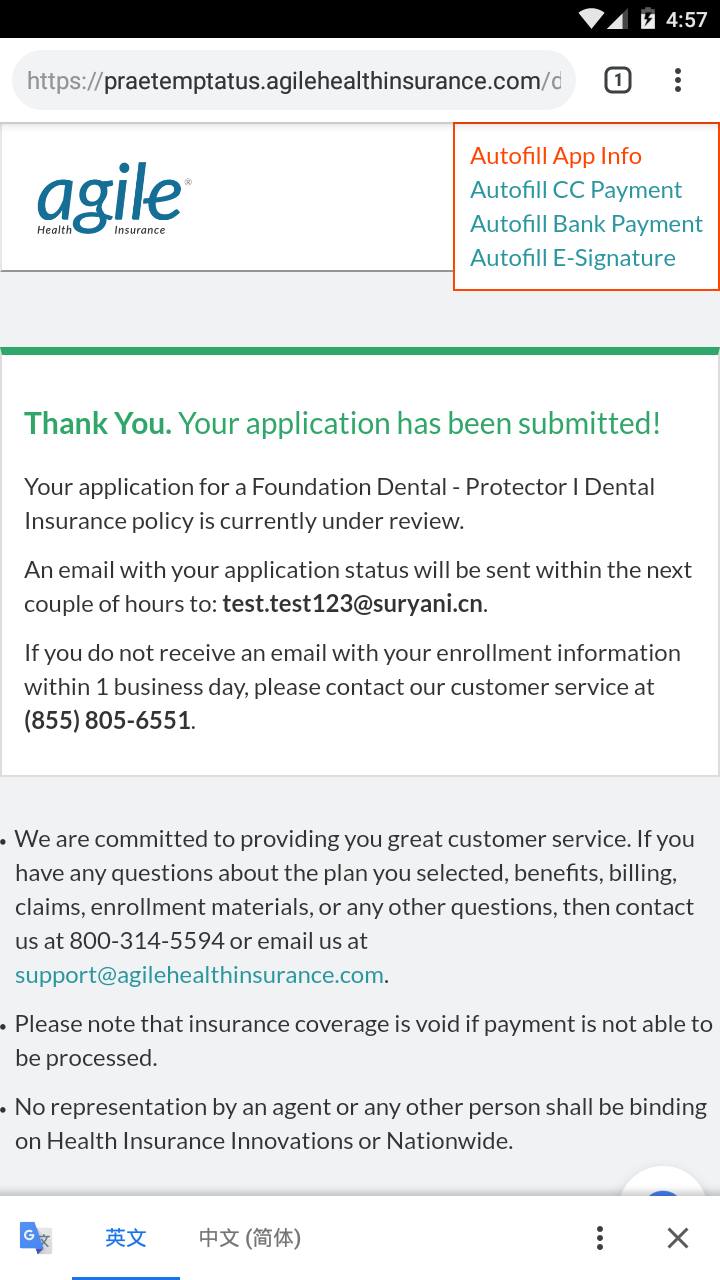 4:57
https://praetemptatus.agilehealthinsurance.com/d
1
Autofill App Info
Autofill CC Payment
Autofill Bank Payment
Autofill E-Signature
agile®
Health Insurance
Thank You. Your application has been submitted!
Your application for a Foundation Dental - Protector I Dental
Insurance policy is currently under review.
An email with your application status will be sent within the next
couple of hours to: test.test123@suryani.cn.
If you do not receive an email with your enrollment information
within 1 business day, please contact our customer service at
(855) 805-6551.
• We are committed to providing you great customer service. If you
have any questions about the plan you selected, benefits, billing,
claims, enrollment materials, or any other questions, then contact
us at 800-314-5594 or email us at
support@agilehealthinsurance.com.
• Please note that insurance coverage is void if payment is not able to
be processed.
• No representation by an agent or any other person shall be binding
on Health Insurance Innovations or Nationwide.
G 文 英文 中文 (简体)